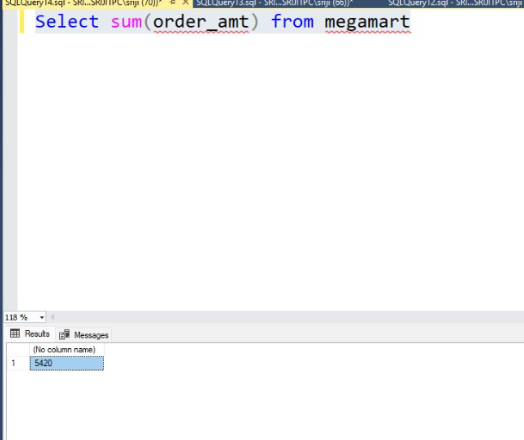 SQLQuery14.sql - SRI...SRIJITPC\sriji (70))* SQLQuery13.sql - SRI...SRIJITPC\sriji (66))* SQLQuery12.sql - SRI...SRIJITPC\sriji
Select sum(order_amt) from megamart
118 %
Results Messages
(No column name)
1 5420